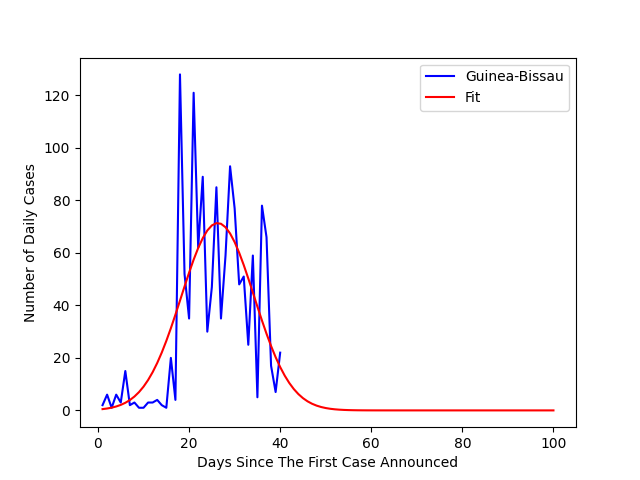 Guinea-Bissau
Fit
Number of Daily Cases
120
100
80
60
40
20
0
0 20 40 60 80 100
Days Since The First Case Announced